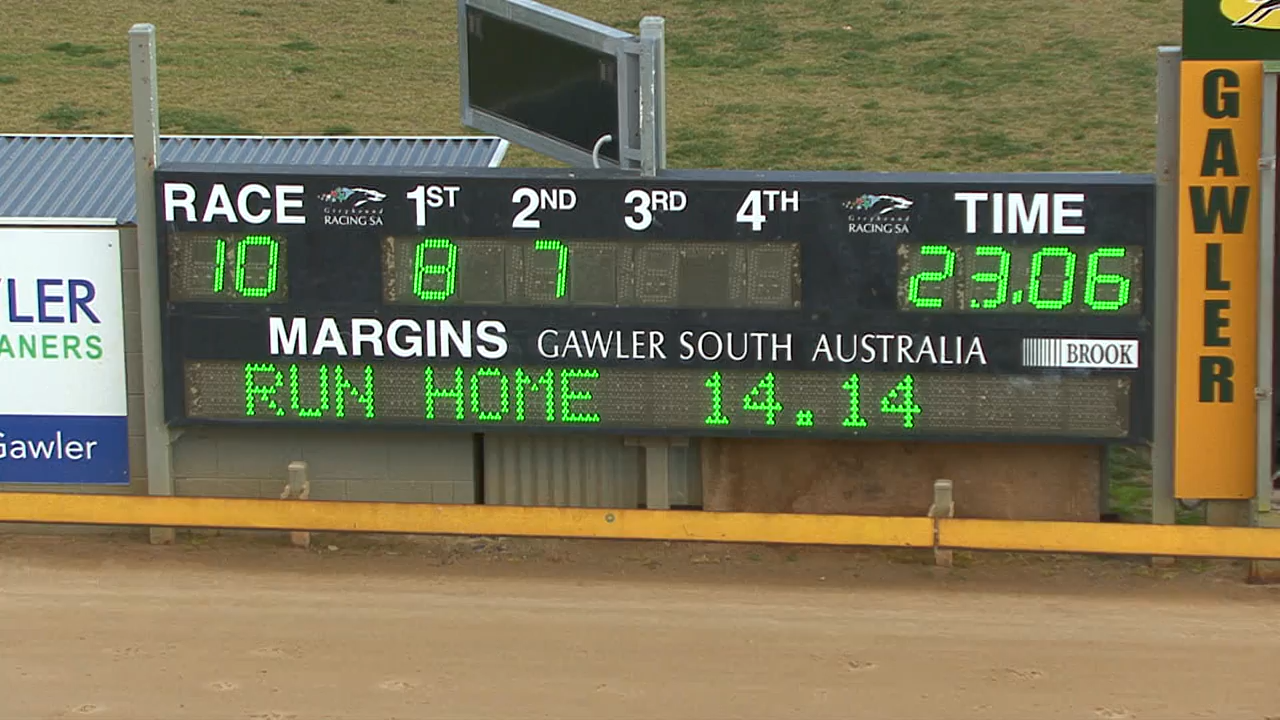 RACE
Greyhound
RACING SA
1ST
2ND
3RD
4TH
Greyhound
RACING SA
TIME
10
8
7
23.06
MARGINS
GAWLER SOUTH AUSTRALIA
BROOK
RUN HOME 14.14
LER
ANERS
Gawler
GAWLER